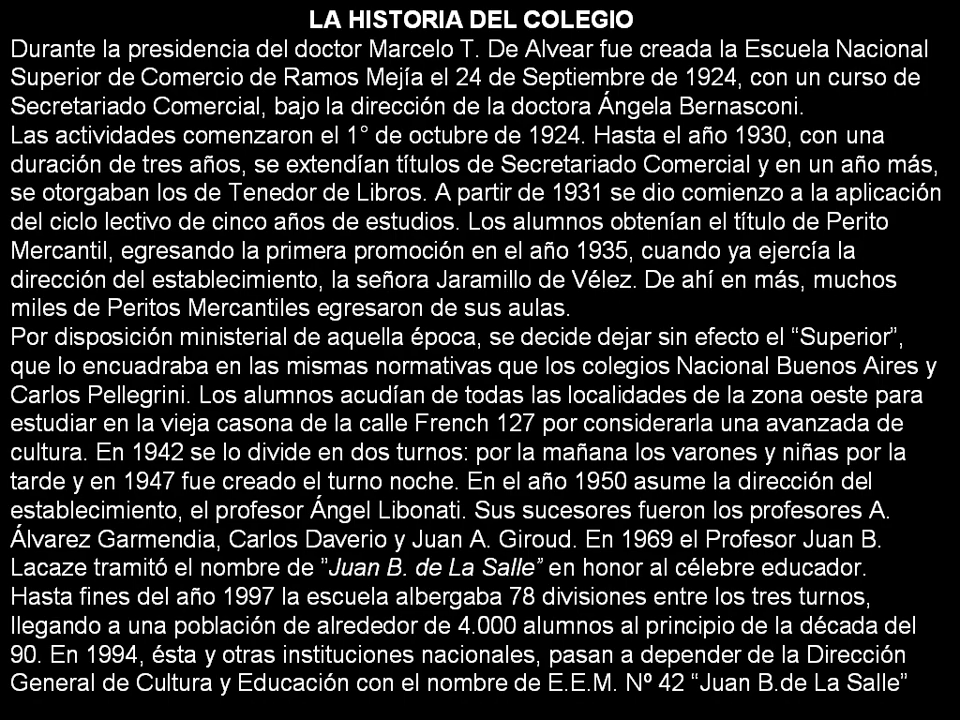 LA HISTORIA DEL COLEGIO
Durante la presidencia del doctor Marcelo T. De Alvear fue creada la Escuela Nacional
Superior de Comercio de Ramos Mejía el 24 de Septiembre de 1924, con un curso de
Secretariado Comercial, bajo la dirección de la doctora Ángela Bernasconi.
Las actividades comenzaron el 1° de octubre de 1924. Hasta el año 1930, con una
duración de tres años, se extendían títulos de Secretariado Comercial y en un año más,
se otorgaban los de Tenedor de Libros. A partir de 1931 se dio comienzo a la aplicación
del ciclo lectivo de cinco años de estudios. Los alumnos obtenían el título de Perito
Mercantil, egresando la primera promoción en el año 1935, cuando ya ejercía la
dirección del establecimiento, la señora Jaramillo de Vélez. De ahí en más, muchos
miles de Peritos Mercantiles egresaron de sus aulas.
Por disposición ministerial de aquella época, se decide dejar sin efecto el “Superior”,
que lo encuadraba en las mismas normativas que los colegios Nacional Buenos Aires y
Carlos Pellegrini. Los alumnos acudían de todas las localidades de la zona oeste para
estudiar en la vieja casona de la calle French 127 por considerarla una avanzada de
cultura. En 1942 se lo divide en dos turnos: por la mañana los varones y niñas por la
tarde y en 1947 fue creado el turno noche. En el año 1950 asume la dirección del
establecimiento, el profesor Ángel Libonati. Sus sucesores fueron los profesores A.
Álvarez Garmendia, Carlos Daverio y Juan A. Giroud. En 1969 el Profesor Juan B.
Lacaze tramitó el nombre de ”Juan B. de La Salle” en honor al célebre educador.
Hasta fines del año 1997 la escuela albergaba 78 divisiones entre los tres turnos,
llegando a una población de alrededor de 4.000 alumnos al principio de la década del
90. En 1994, ésta y otras instituciones nacionales, pasan a depender de la Dirección
General de Cultura y Educación con el nombre de E.E.M. Nº 42 “Juan B.de La Salle”